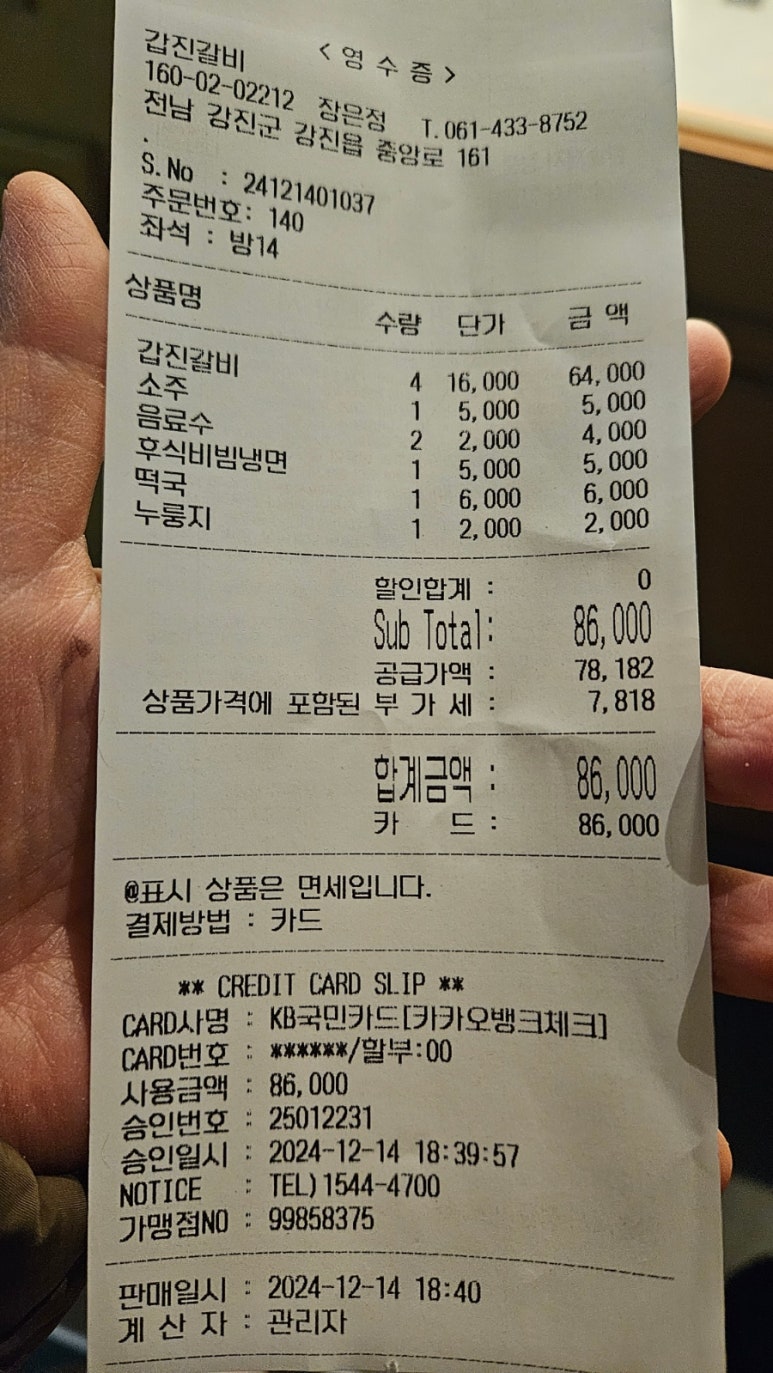 갑진갈비 < 영 수 증 >
160-02-02212 장은정 T.061-433-8752
전남 강진군 강진읍 중앙로 161
.
S.No : 24121401037
주문번호: 140
좌석 : 방14
상품명 수량 단가 금 액
갑진갈비 4 16,000 64,000
소주 1 5,000 5,000
음료수 2 2,000 4,000
후식비빔냉면 1 5,000 5,000
떡국 1 6,000 6,000
누룽지 1 2,000 2,000
할인합계 : 0
Sub Total: 86,000
공급가액 : 78,182
상품가격에 포함된 부 가 세 : 7,818
합계금액 : 86,000
카 드 : 86,000
@표시 상품은 면세입니다.
결제방법 : 카드
** CREDIT CARD SLIP **
CARD사명 : KB국민카드[카카오뱅크체크]
CARD번호 : ******/할부:00
사용금액 : 86,000
승인번호 : 25012231
승인일시 : 2024-12-14 18:39:57
NOTICE : TEL)1544-4700
가맹점NO : 99858375
판매일시 : 2024-12-14 18:40
계 산 자 : 관리자